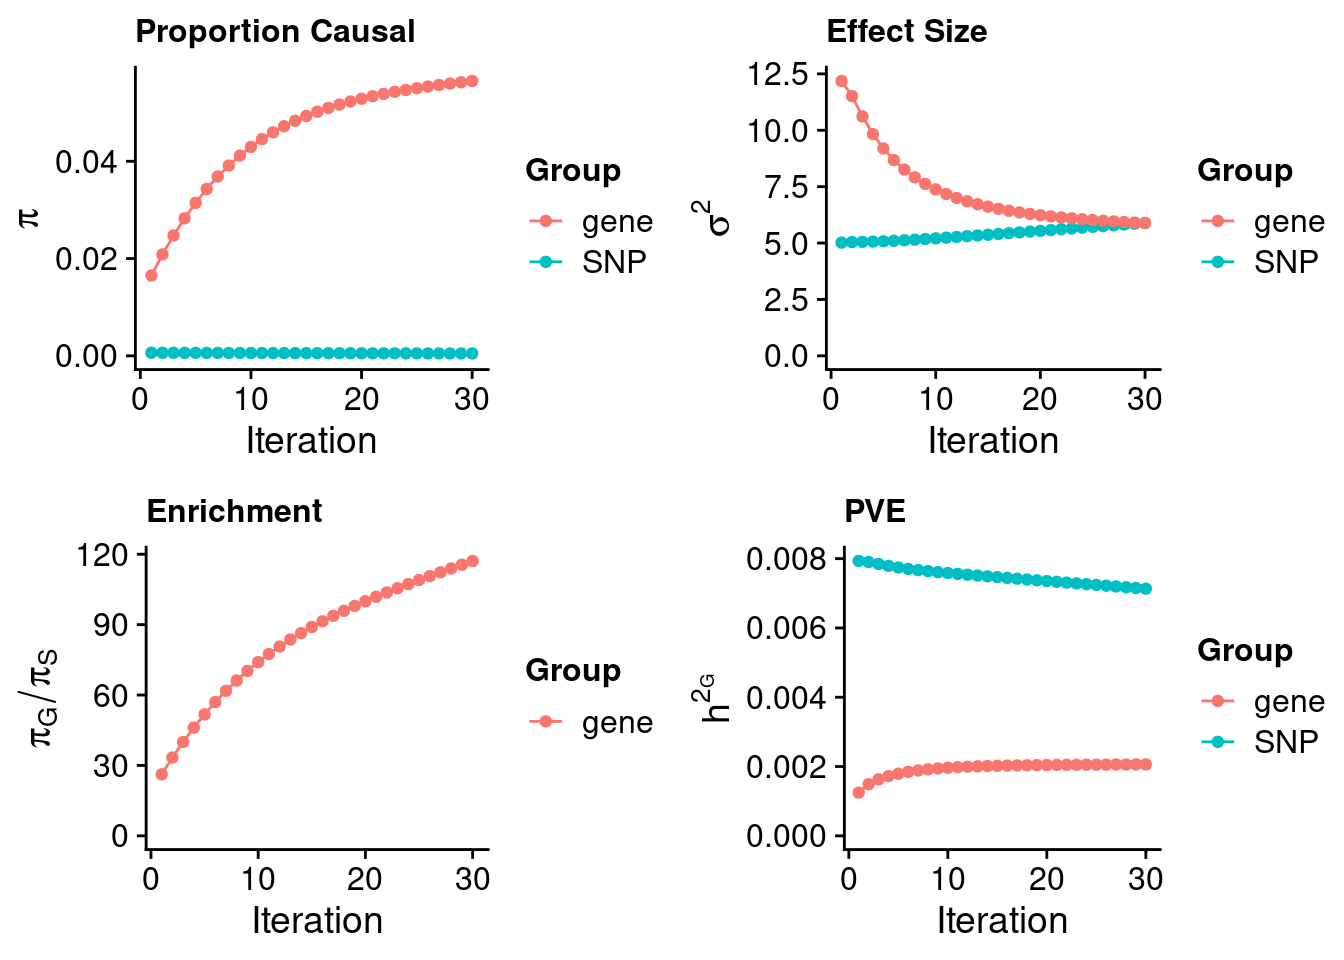 Proportion Causal
π
0.04
0.02
0.00
0 10 20 30
Iteration
Group
gene
SNP
Effect Size
σ²
12.5
10.0
7.5
5.0
2.5
0.0
0 10 20 30
Iteration
Group
gene
SNP
Enrichment
πG/πS
120
90
60
30
0
0 10 20 30
Iteration
Group
gene
PVE
h²G
0.008
0.006
0.004
0.002
0.000
0 10 20 30
Iteration
Group
gene
SNP